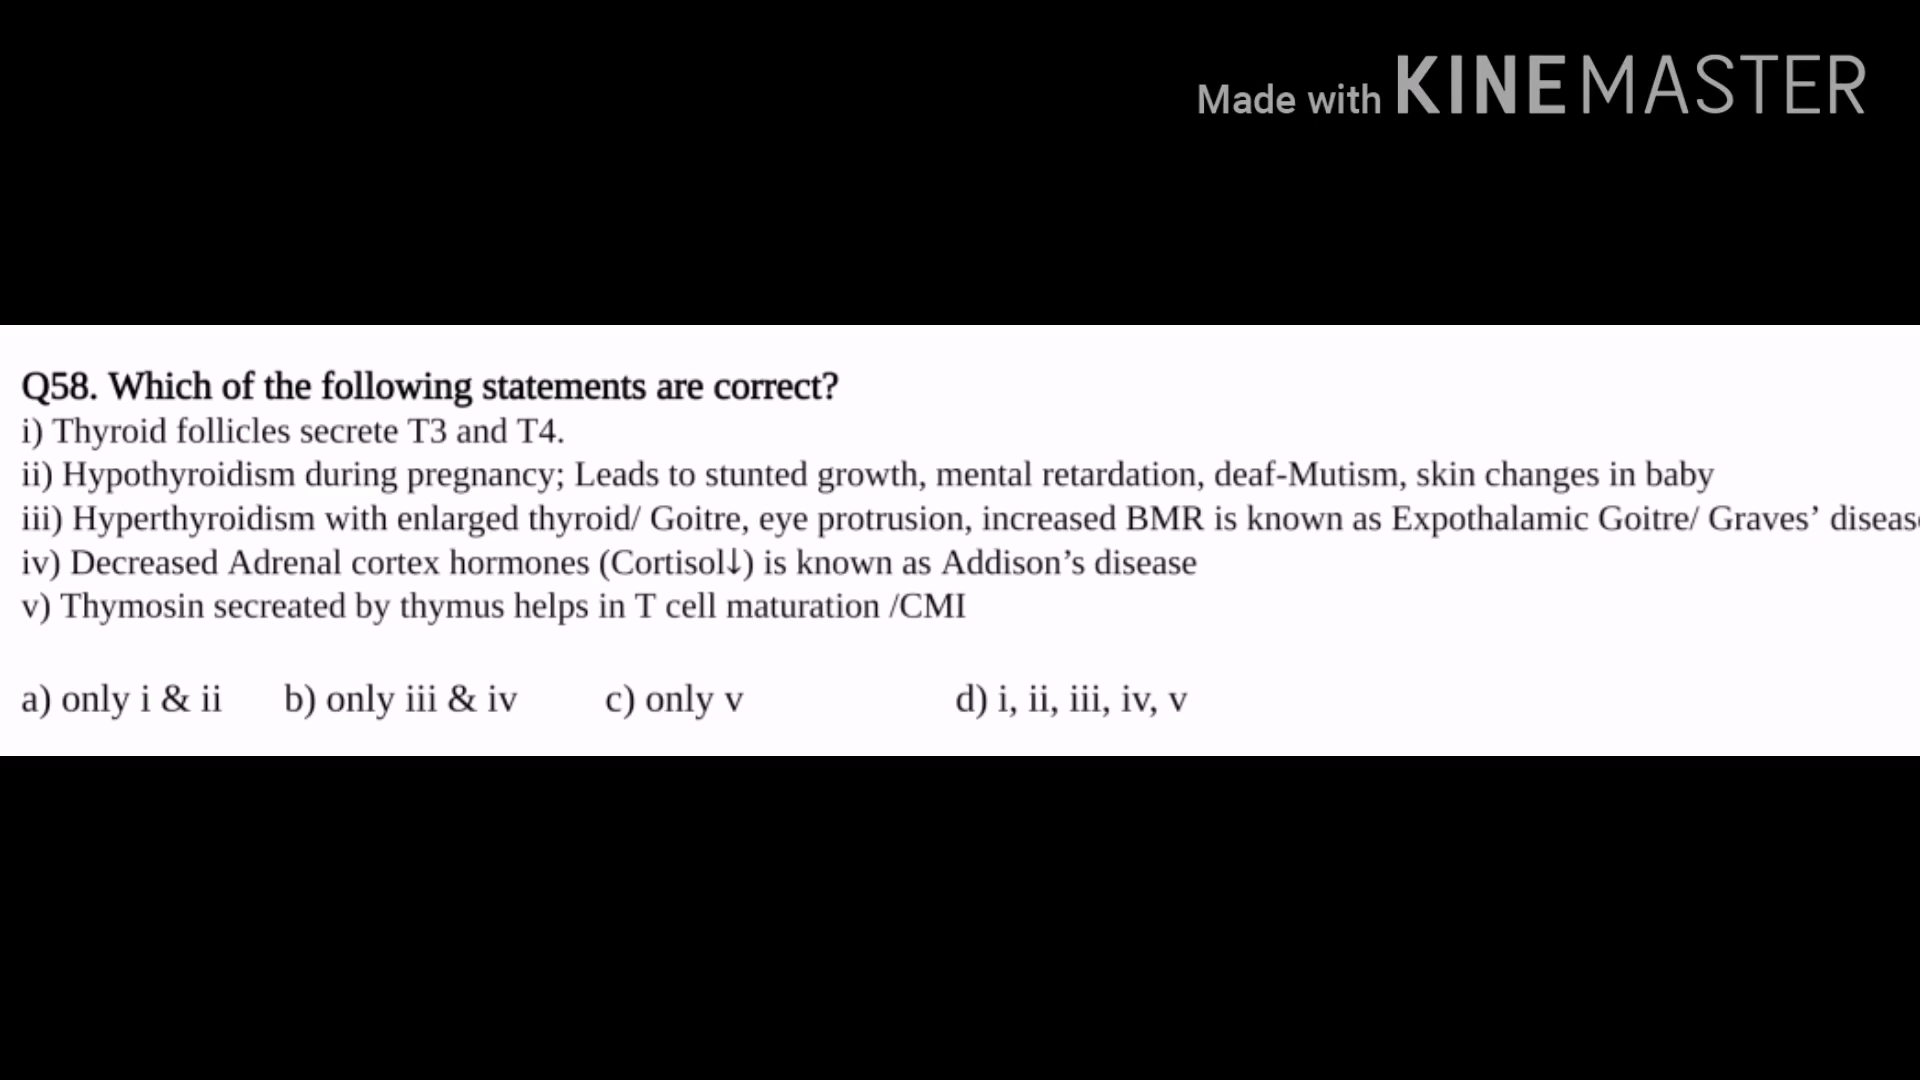 Made with KINEMASTER
Q58. Which of the following statements are correct?
i) Thyroid follicles secrete T3 and T4.
ii) Hypothyroidism during pregnancy; Leads to stunted growth, mental retardation, deaf-Mutism, skin changes in baby
iii) Hyperthyroidism with enlarged thyroid/ Goitre, eye protrusion, increased BMR is known as Expothalamic Goitre/ Graves’ diseas
iv) Decreased Adrenal cortex hormones (Cortisol↓) is known as Addison’s disease
v) Thymosin secreated by thymus helps in T cell maturation /CMI
a) only i & ii b) only iii & iv c) only v d) i, ii, iii, iv, v